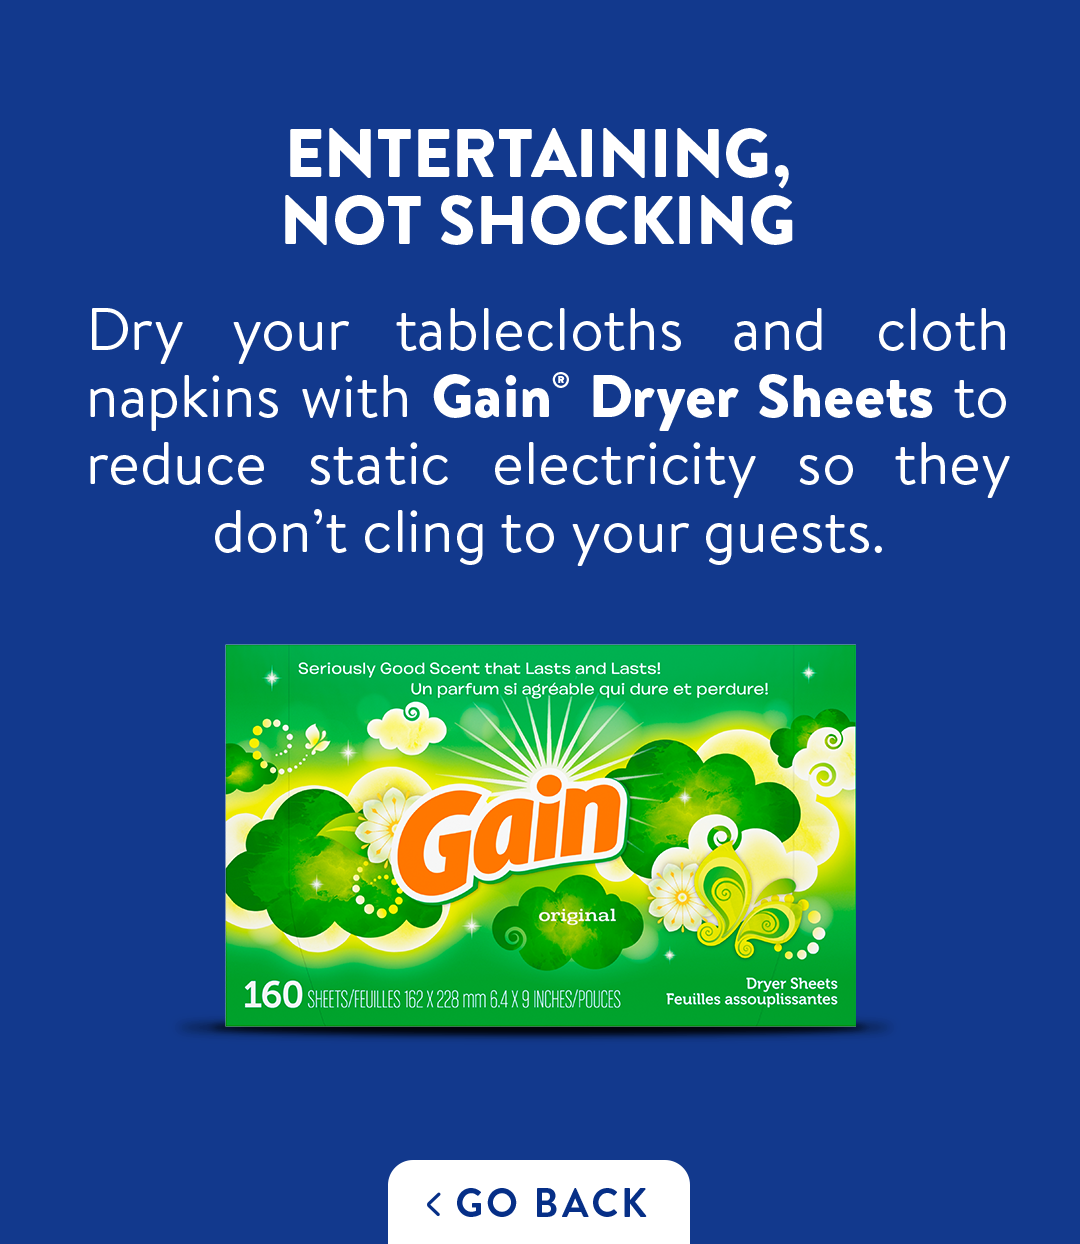 ENTERTAINING,
NOT SHOCKING
Dry your tablecloths and cloth
napkins with Gain® Dryer Sheets to
reduce static electricity so they
don’t cling to your guests.
Seriously Good Scent that Lasts and Lasts!
Un parfum si agréable qui dure et perdure!
Gain
original
160 SHEETS/FEUILLES 162 X 228 mm 6.4 X 9 INCHES/POUCES
Dryer Sheets
Feuilles assouplissantes
< GO BACK